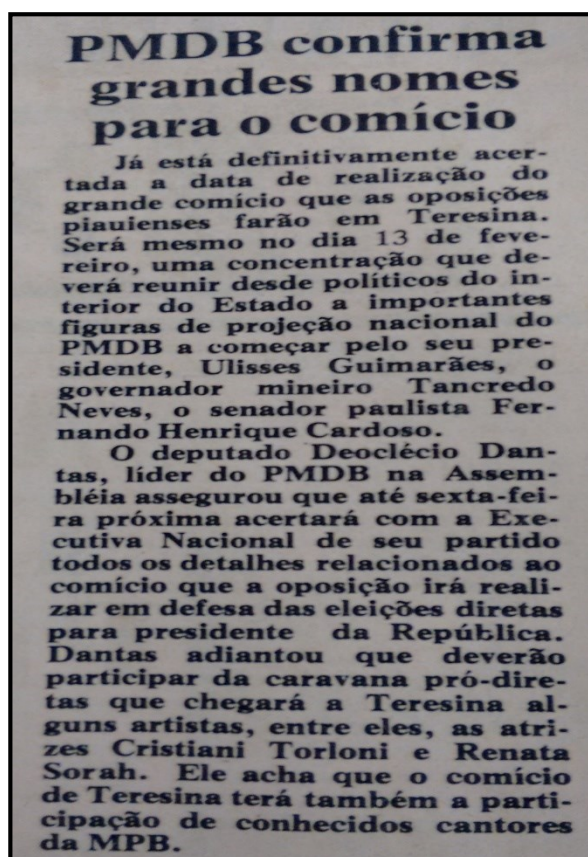 PMDB confirma
grandes nomes
para o comício
Já está definitivamente acer-
tada a data de realização do
grande comício que as oposições
piauienses farão em Teresina.
Será mesmo no dia 13 de feve-
reiro, uma concentração que de-
verá reunir desde políticos do in-
terior do Estado a importantes
figuras de projeção nacional do
PMDB a começar pelo seu pre-
sidente, Ulisses Guimarães, o
governador mineiro Tancredo
Neves, o senador paulista Fer-
nando Henrique Cardoso.
O deputado Deoclécio Dan-
tas, líder do PMDB na Assem-
bléia assegurou que até sexta-fei-
ra próxima acertará com a Exe-
cutiva Nacional de seu partido
todos os detalhes relacionados ao
comício que a oposição irá reali-
zar em defesa das eleições diretas
para presidente da República.
Dantas adiantou que deverão
participar da caravana pró-dire-
tas que chegará a Teresina al-
guns artistas, entre eles, as atri-
zes Cristiani Torloni e Renata
Sorah. Ele acha que o comício
de Teresina terá também a parti-
cipação de conhecidos cantores
da MPB.